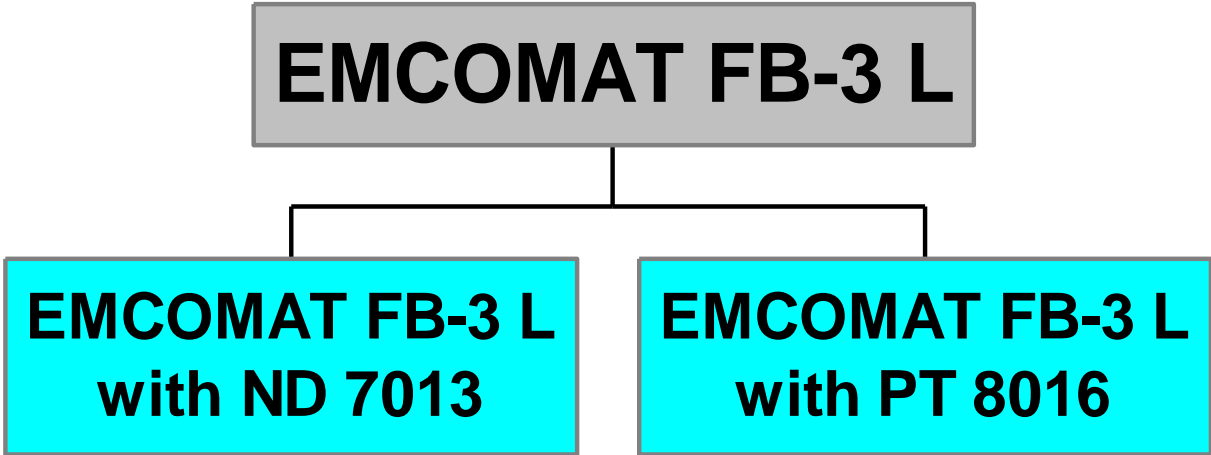 EMCOMAT FB-3 L
EMCOMAT FB-3 L
with ND 7013
EMCOMAT FB-3 L
with PT 8016